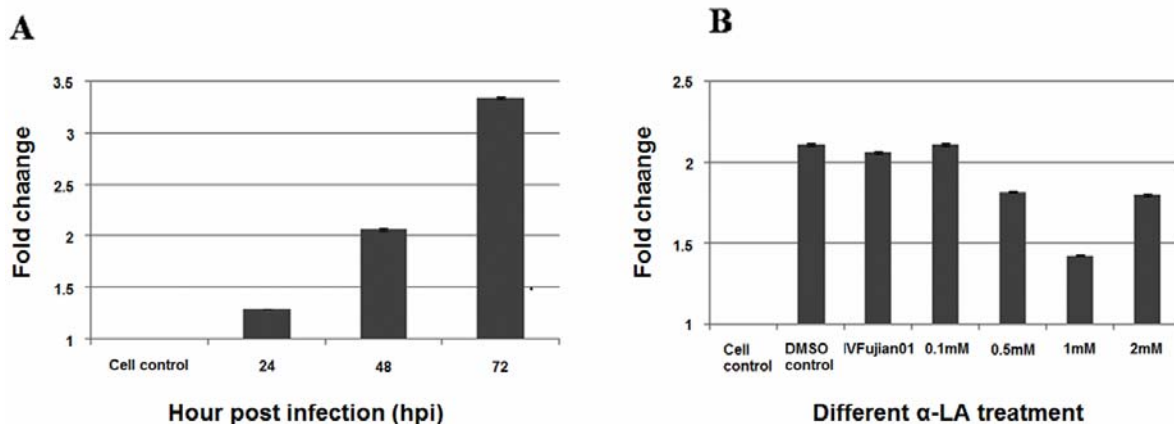 A
Fold chaange
3.5
3
2.5
2
1.5
1
Cell control 24 48 72
Hour post infection (hpi)
B
Fold chaange
2.5
2
1.5
1
Cell control
DMSO control
IVFujian01
0.1mM
0.5mM
1mM
2mM
Different α-LA treatment